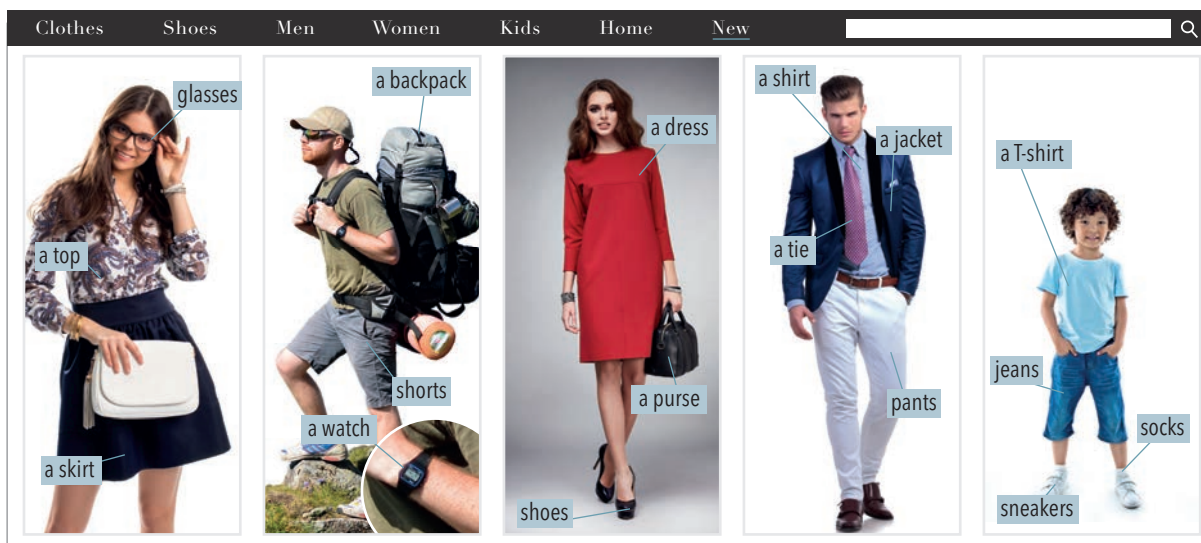 Clothes Shoes Men Women Kids Home New
glasses
a top
a skirt
a backpack
shorts
a watch
a dress
a purse
shoes
a shirt
a jacket
a tie
pants
a T-shirt
jeans
socks
sneakers